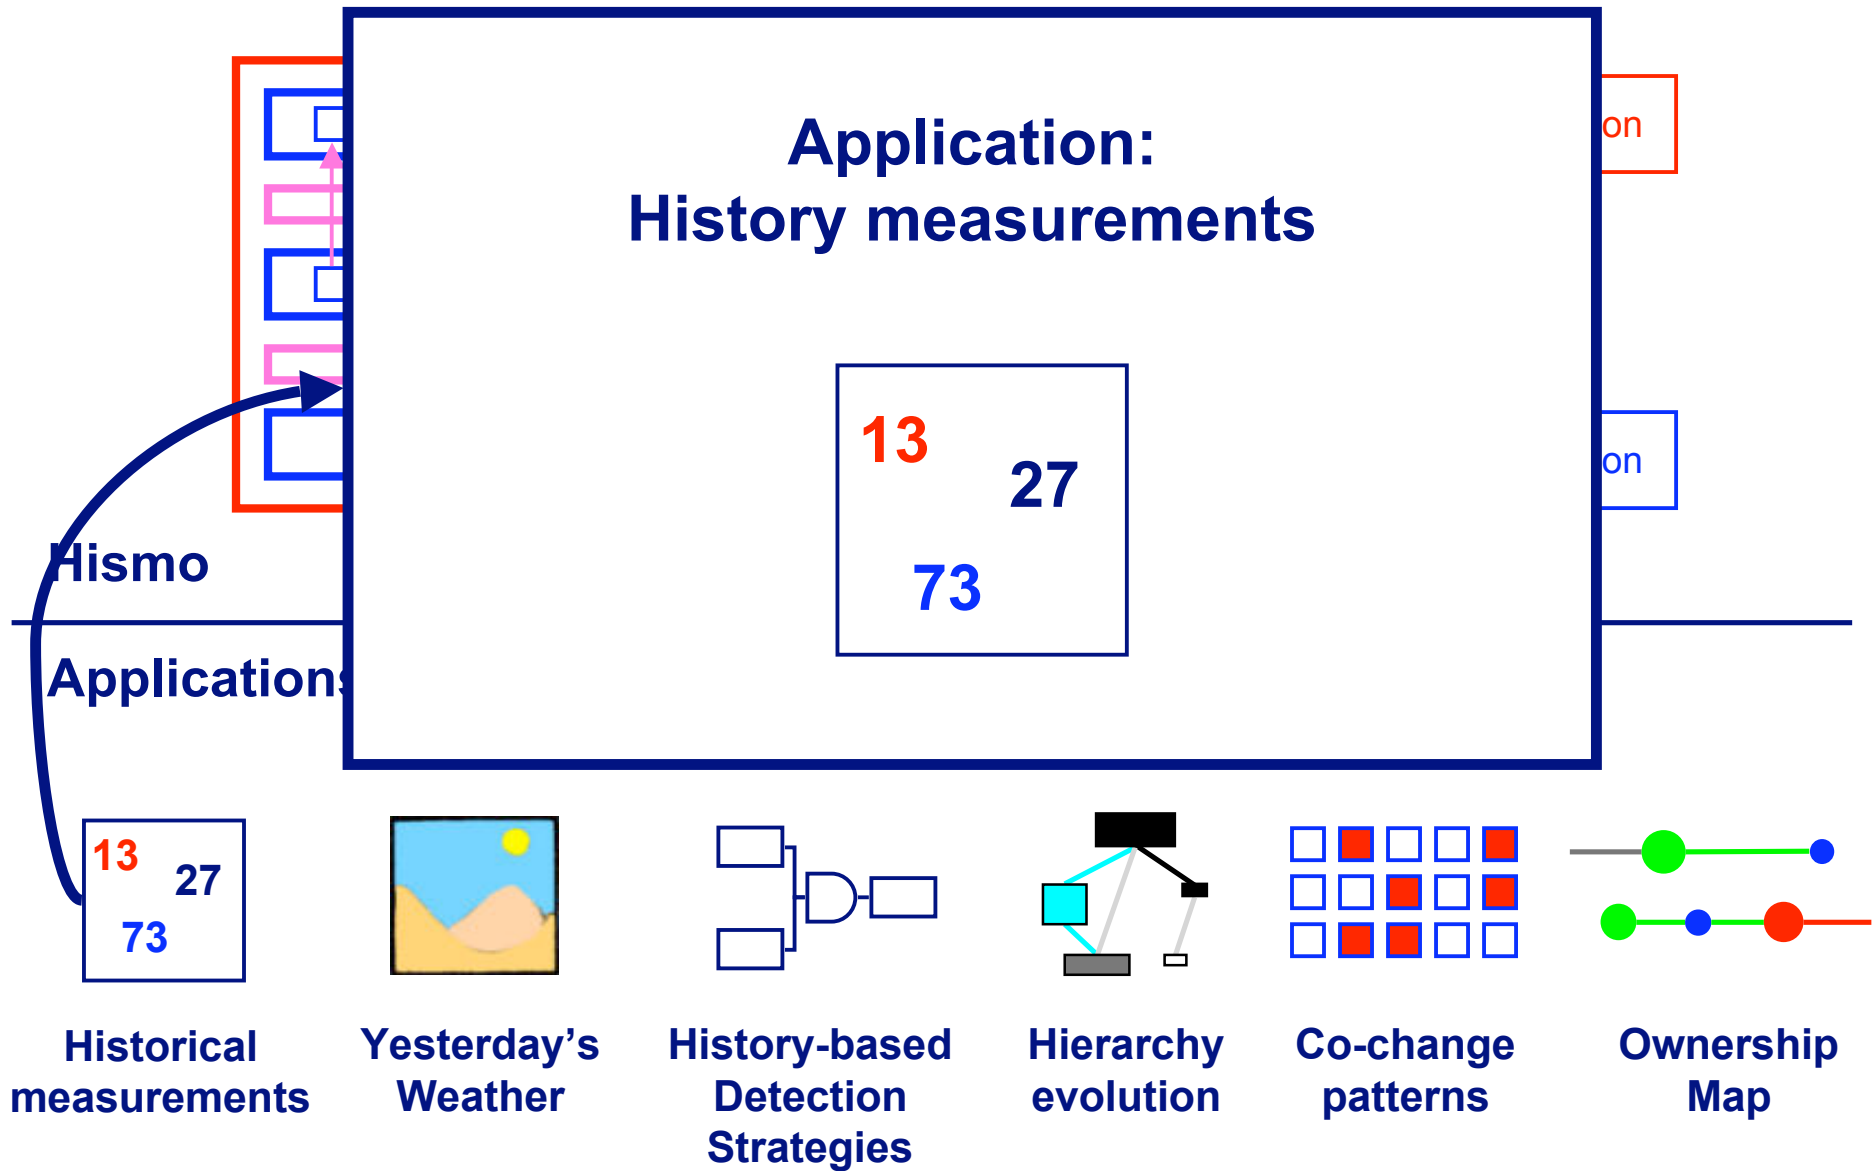 Application:
History measurements
13
27
73
on
on
Hismo
Applications
13
27
73
Historical
measurements
Yesterday's
Weather
History-based
Detection
Strategies
Hierarchy
evolution
Co-change
patterns
Ownership
Map